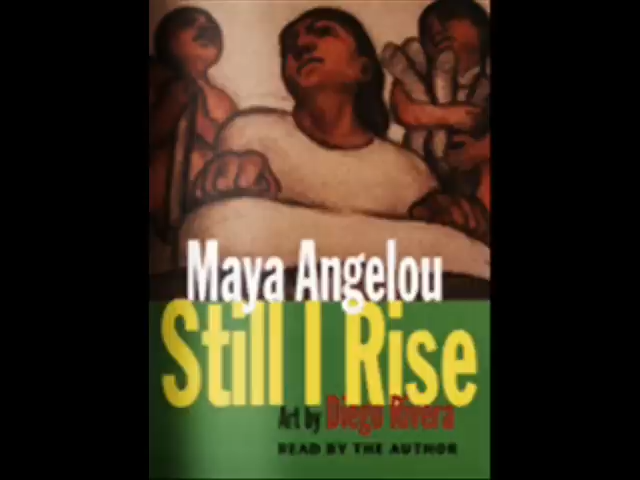 Maya Angelou
Still I Rise
Art by Diego Rivera
READ BY THE AUTHOR